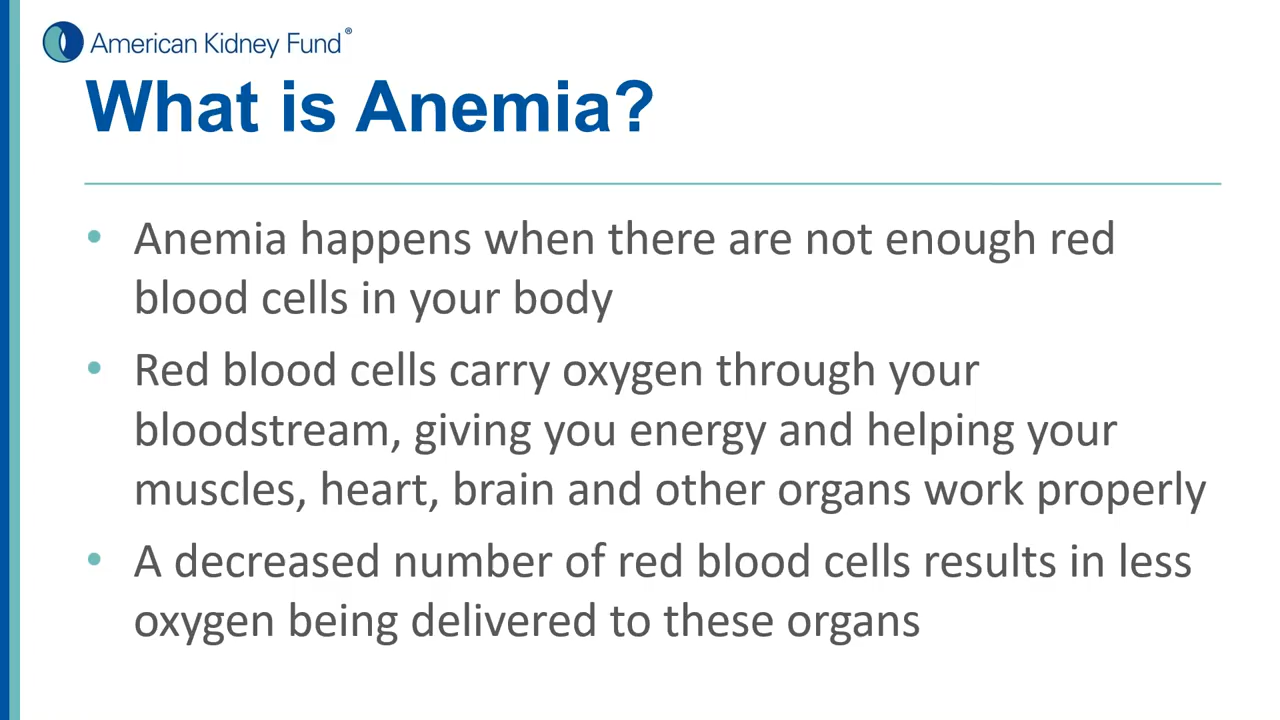 American Kidney Fund®
What is Anemia?
• Anemia happens when there are not enough red
blood cells in your body
• Red blood cells carry oxygen through your
bloodstream, giving you energy and helping your
muscles, heart, brain and other organs work properly
• A decreased number of red blood cells results in less
oxygen being delivered to these organs